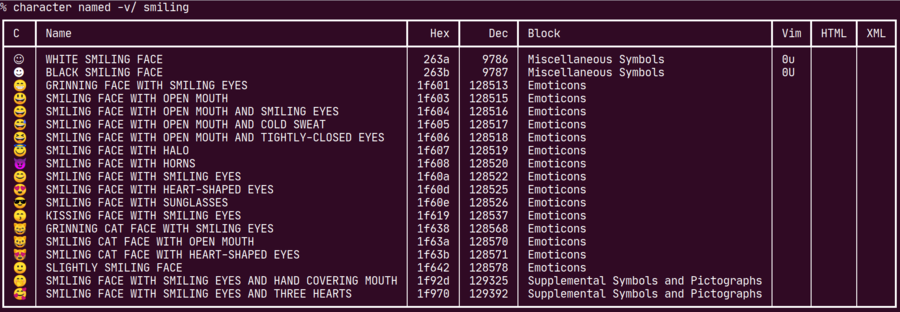 % character named -v/ smiling
C Name Hex Dec Block Vim HTML XML
☺ WHITE SMILING FACE 263a 9786 Miscellaneous Symbols 0u
☻ BLACK SMILING FACE 263b 9787 Miscellaneous Symbols 0U
😁 GRINNING FACE WITH SMILING EYES 1f601 128513 Emoticons
😃 SMILING FACE WITH OPEN MOUTH 1f603 128515 Emoticons
😄 SMILING FACE WITH OPEN MOUTH AND SMILING EYES 1f604 128516 Emoticons
😅 SMILING FACE WITH OPEN MOUTH AND COLD SWEAT 1f605 128517 Emoticons
😆 SMILING FACE WITH OPEN MOUTH AND TIGHTLY-CLOSED EYES 1f606 128518 Emoticons
😇 SMILING FACE WITH HALO 1f607 128519 Emoticons
😈 SMILING FACE WITH HORNS 1f608 128520 Emoticons
😊 SMILING FACE WITH SMILING EYES 1f60a 128522 Emoticons
😍 SMILING FACE WITH HEART-SHAPED EYES 1f60d 128525 Emoticons
😎 SMILING FACE WITH SUNGLASSES 1f60e 128526 Emoticons
😙 KISSING FACE WITH SMILING EYES 1f619 128537 Emoticons
😸 GRINNING CAT FACE WITH SMILING EYES 1f638 128568 Emoticons
😺 SMILING CAT FACE WITH OPEN MOUTH 1f63a 128570 Emoticons
😻 SMILING CAT FACE WITH HEART-SHAPED EYES 1f63b 128571 Emoticons
🙂 SLIGHTLY SMILING FACE 1f642 128578 Emoticons
🤭 SMILING FACE WITH SMILING EYES AND HAND COVERING MOUTH 1f92d 129325 Supplemental Symbols and Pictographs
🥰 SMILING FACE WITH SMILING EYES AND THREE HEARTS 1f970 129392 Supplemental Symbols and Pictographs